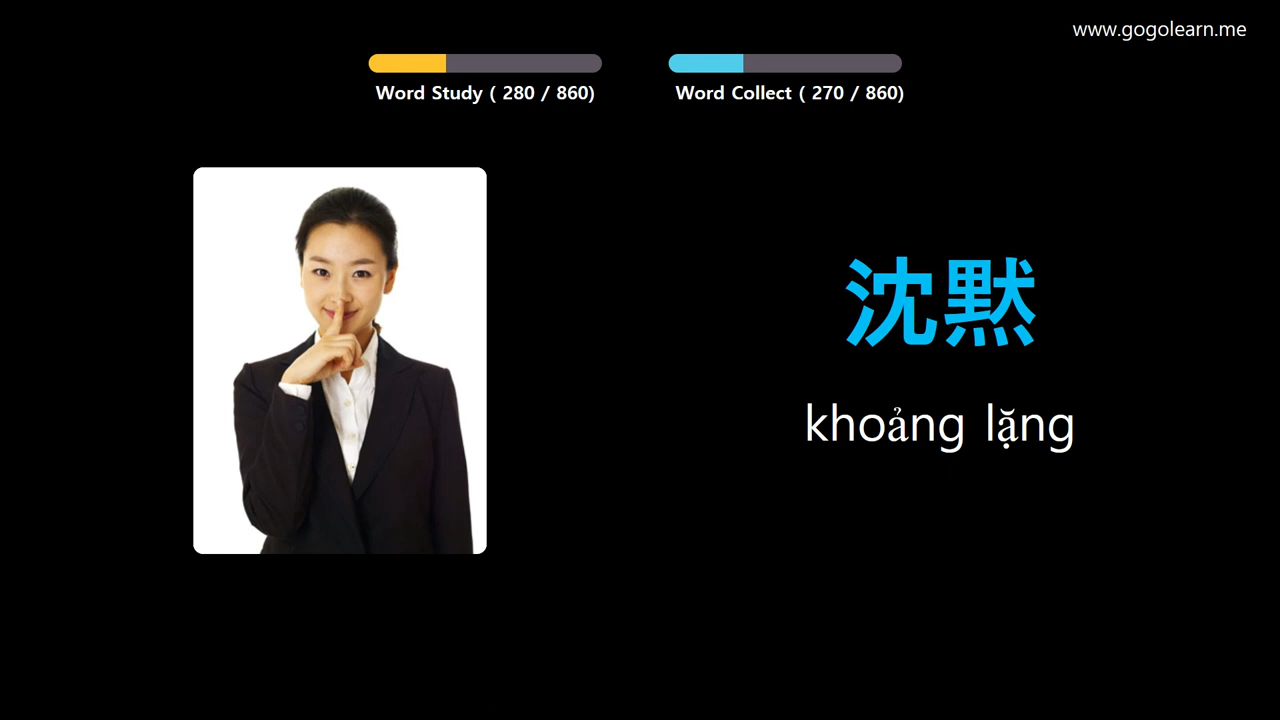 www.gogolearn.me
Word Study ( 280 / 860)
Word Collect ( 270 / 860)
沈黙
khoảng lặng